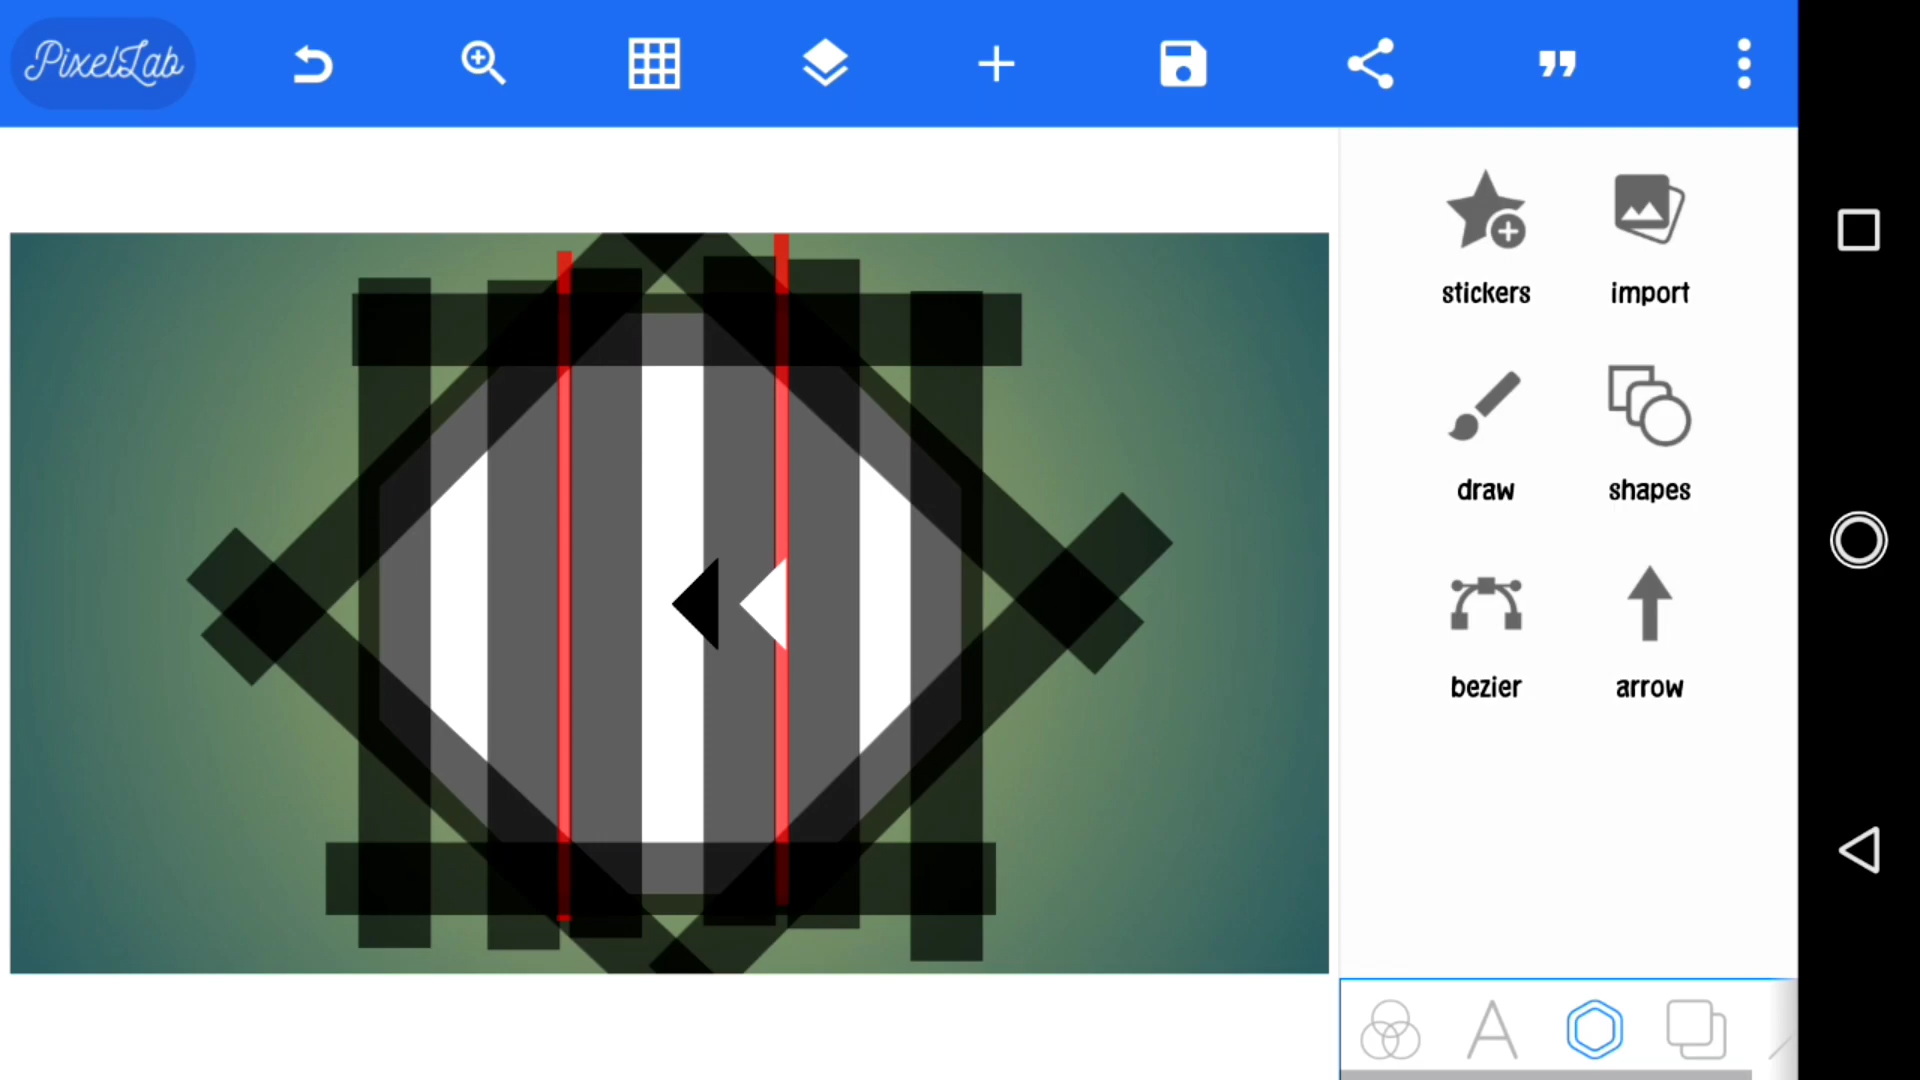 PixelLab
stickers
import
draw
shapes
bezier
arrow